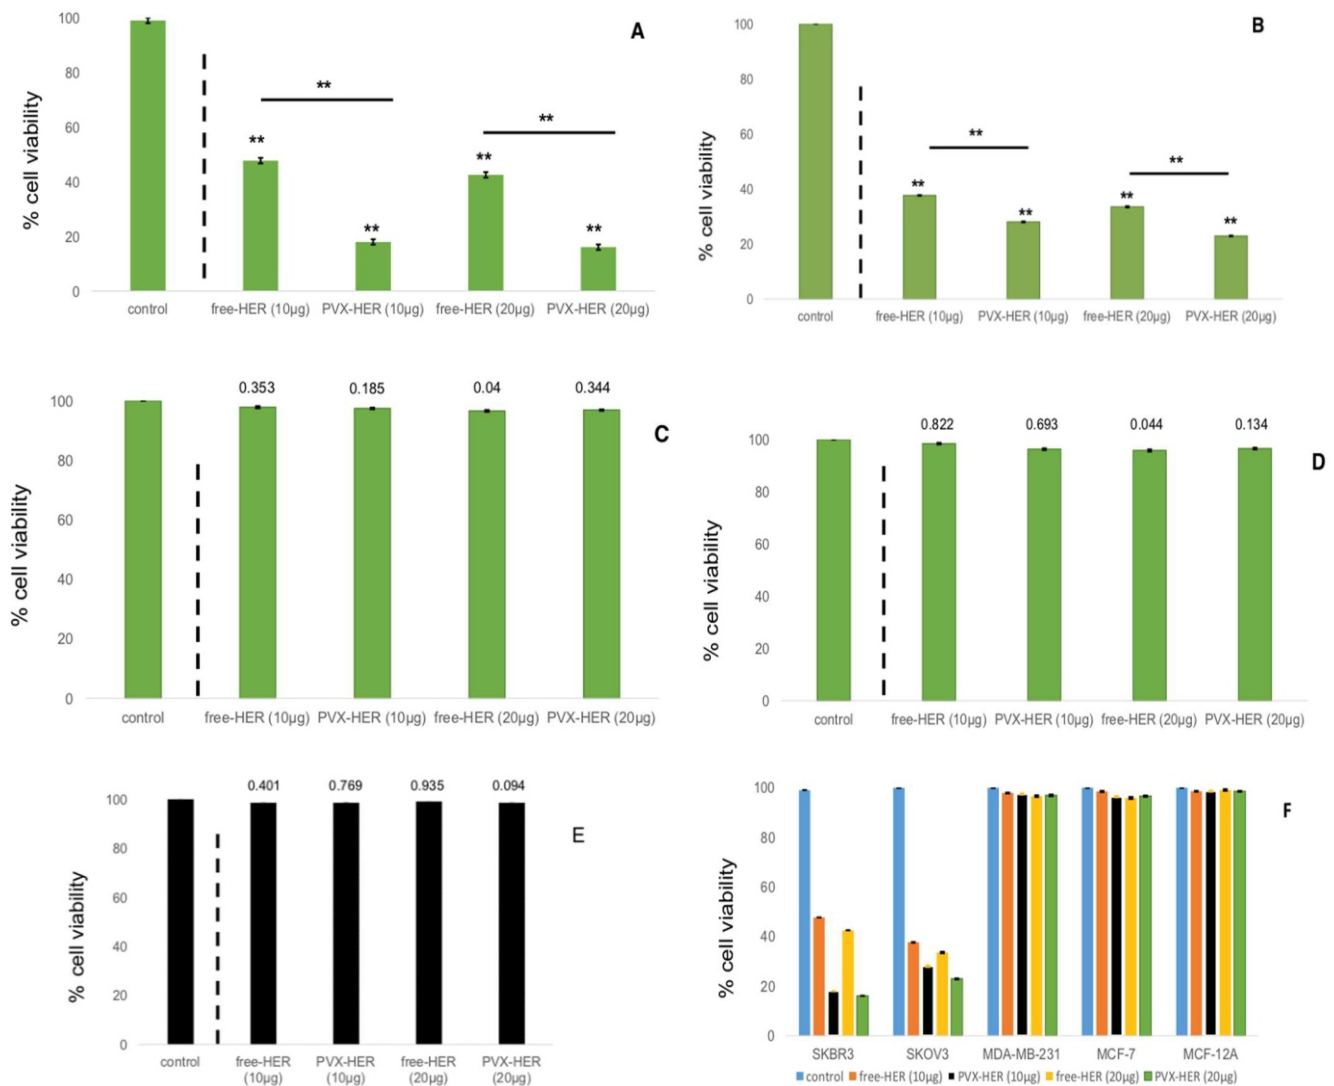 A
% cell viability
100
80
60
40
20
0
**
**
**
**
**
**
control
free-HER (10µg)
PVX-HER (10µg)
free-HER (20µg)
PVX-HER (20µg)
B
% cell viability
100
80
60
40
20
0
**
**
**
**
**
**
control
free-HER (10µg)
PVX-HER (10µg)
free-HER (20µg)
PVX-HER (20µg)
C
% cell viability
100
80
60
40
20
0
0.353
0.185
0.04
0.344
control
free-HER (10µg)
PVX-HER (10µg)
free-HER (20µg)
PVX-HER (20µg)
D
% cell viability
100
80
60
40
20
0
0.822
0.693
0.044
0.134
control
free-HER (10µg)
PVX-HER (10µg)
free-HER (20µg)
PVX-HER (20µg)
E
% cell viability
100
80
60
40
20
0
0.401
0.769
0.935
0.094
control
free-HER
(10µg)
PVX-HER
(10µg)
free-HER
(20µg)
PVX-HER
(20µg)
F
% cell viability
100
80
60
40
20
0
SKBR3
SKOV3
MDA-MB-231
MCF-7
MCF-12A
control
free-HER (10µg)
PVX-HER (10µg)
free-HER (20µg)
PVX-HER (20µg)